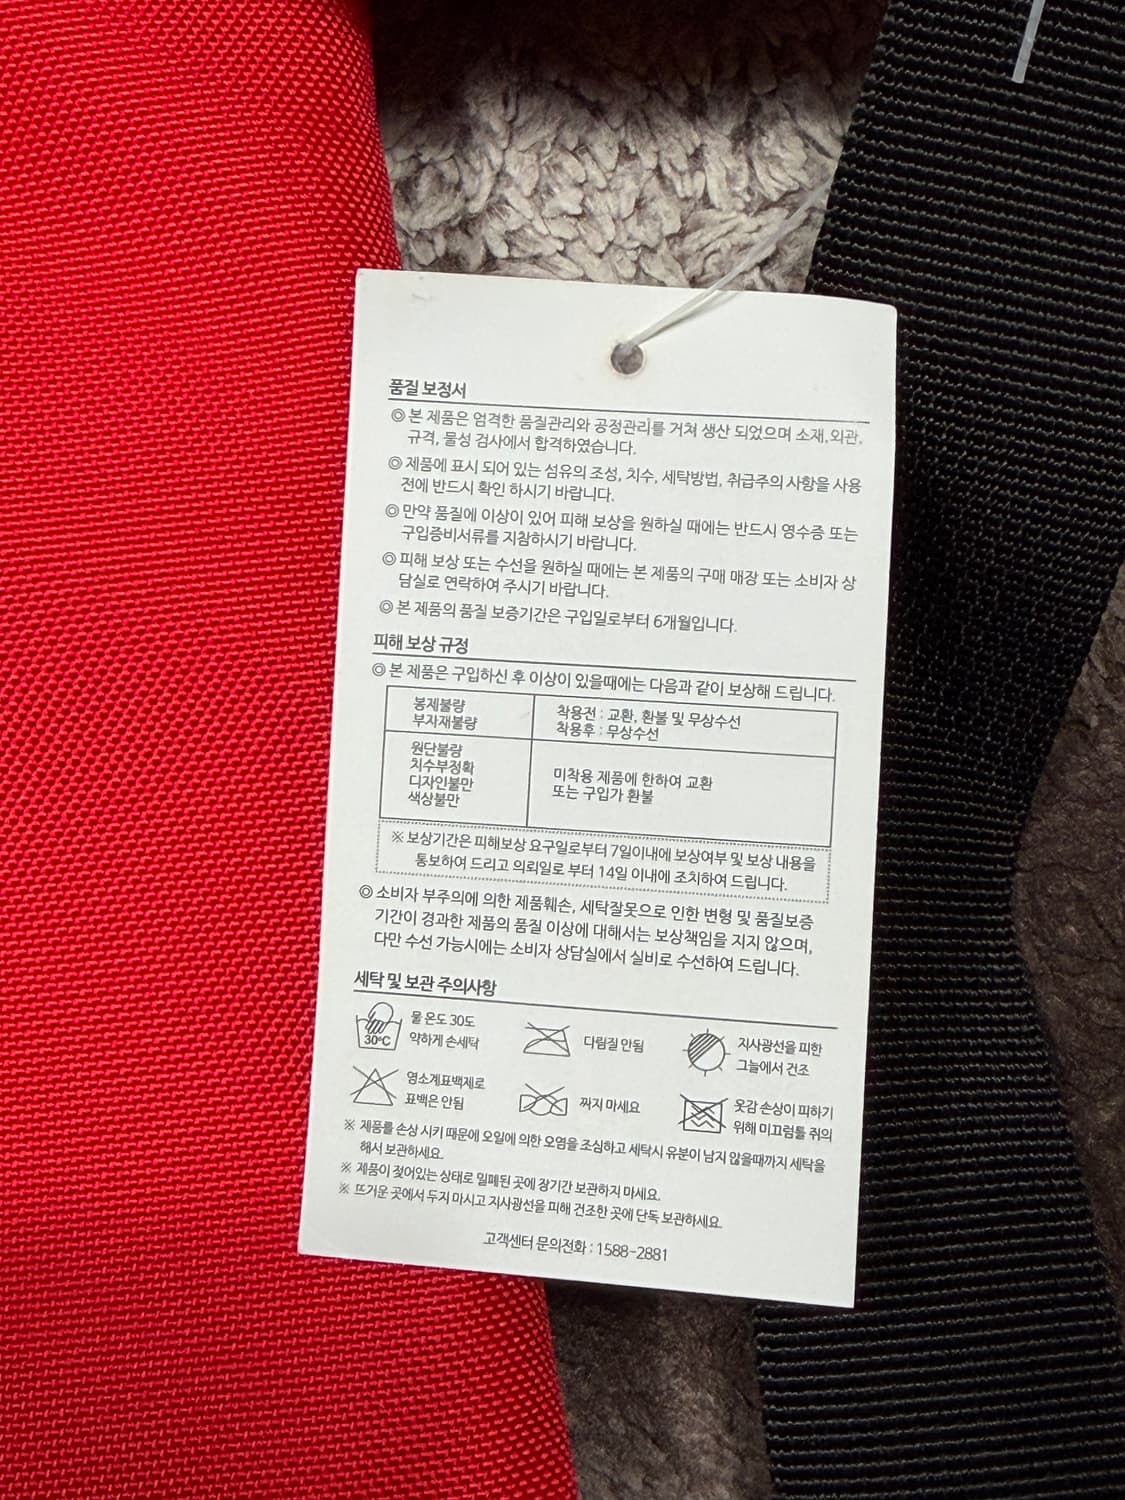 품질 보정서
◎ 본 제품은 엄격한 품질관리와 공정관리를 거쳐 생산 되었으며 소재,외관,
규격, 물성 검사에서 합격하였습니다.
◎ 제품에 표시 되어 있는 섬유의 조성, 치수, 세탁방법, 취급주의 사항을 사용
전에 반드시 확인 하시기 바랍니다.
◎ 만약 품질에 이상이 있어 피해 보상을 원하실 때에는 반드시 영수증 또는
구입증비서류를 지참하시기 바랍니다.
◎ 피해 보상 또는 수선을 원하실 때에는 본 제품의 구매 매장 또는 소비자 상
담실로 연락하여 주시기 바랍니다.
◎ 본 제품의 품질 보증기간은 구입일로부터 6개월입니다.
피해 보상 규정
◎ 본 제품은 구입하신 후 이상이 있을때에는 다음과 같이 보상해 드립니다.
봉제불량
부자재불량
착용전 : 교환, 환불 및 무상수선
착용후 : 무상수선
원단불량
치수부정확
디자인불만
색상불만
미착용 제품에 한하여 교환
또는 구입가 환불
※ 보상기간은 피해보상 요구일로부터 7일이내에 보상여부 및 보상 내용을
통보하여 드리고 의뢰일로 부터 14일 이내에 조치하여 드립니다.
◎ 소비자 부주의에 의한 제품훼손, 세탁잘못으로 인한 변형 및 품질보증
기간이 경과한 제품의 품질 이상에 대해서는 보상책임을 지지 않으며,
다만 수선 가능시에는 소비자 상담실에서 실비로 수선하여 드립니다.
세탁 및 보관 주의사항
30℃
물 온도 30도
약하게 손세탁
다림질 안됨
지사광선을 피한
그늘에서 건조
염소계표백제로
표백은 안됨
짜지 마세요
옷감 손상이 피하기
위해 미끄럼틀 쥐의
※ 제품를 손상 시키 때문에 오일에 의한 오염을 조심하고 세탁시 유분이 남지 않을때까지 세탁을
해서 보관하세요.
※ 제품이 젖어있는 상태로 밀폐된 곳에 장기간 보관하지 마세요.
※ 뜨거운 곳에서 두지 마시고 지사광선을 피해 건조한 곳에 단독 보관하세요.
고객센터 문의전화 : 1588-2881